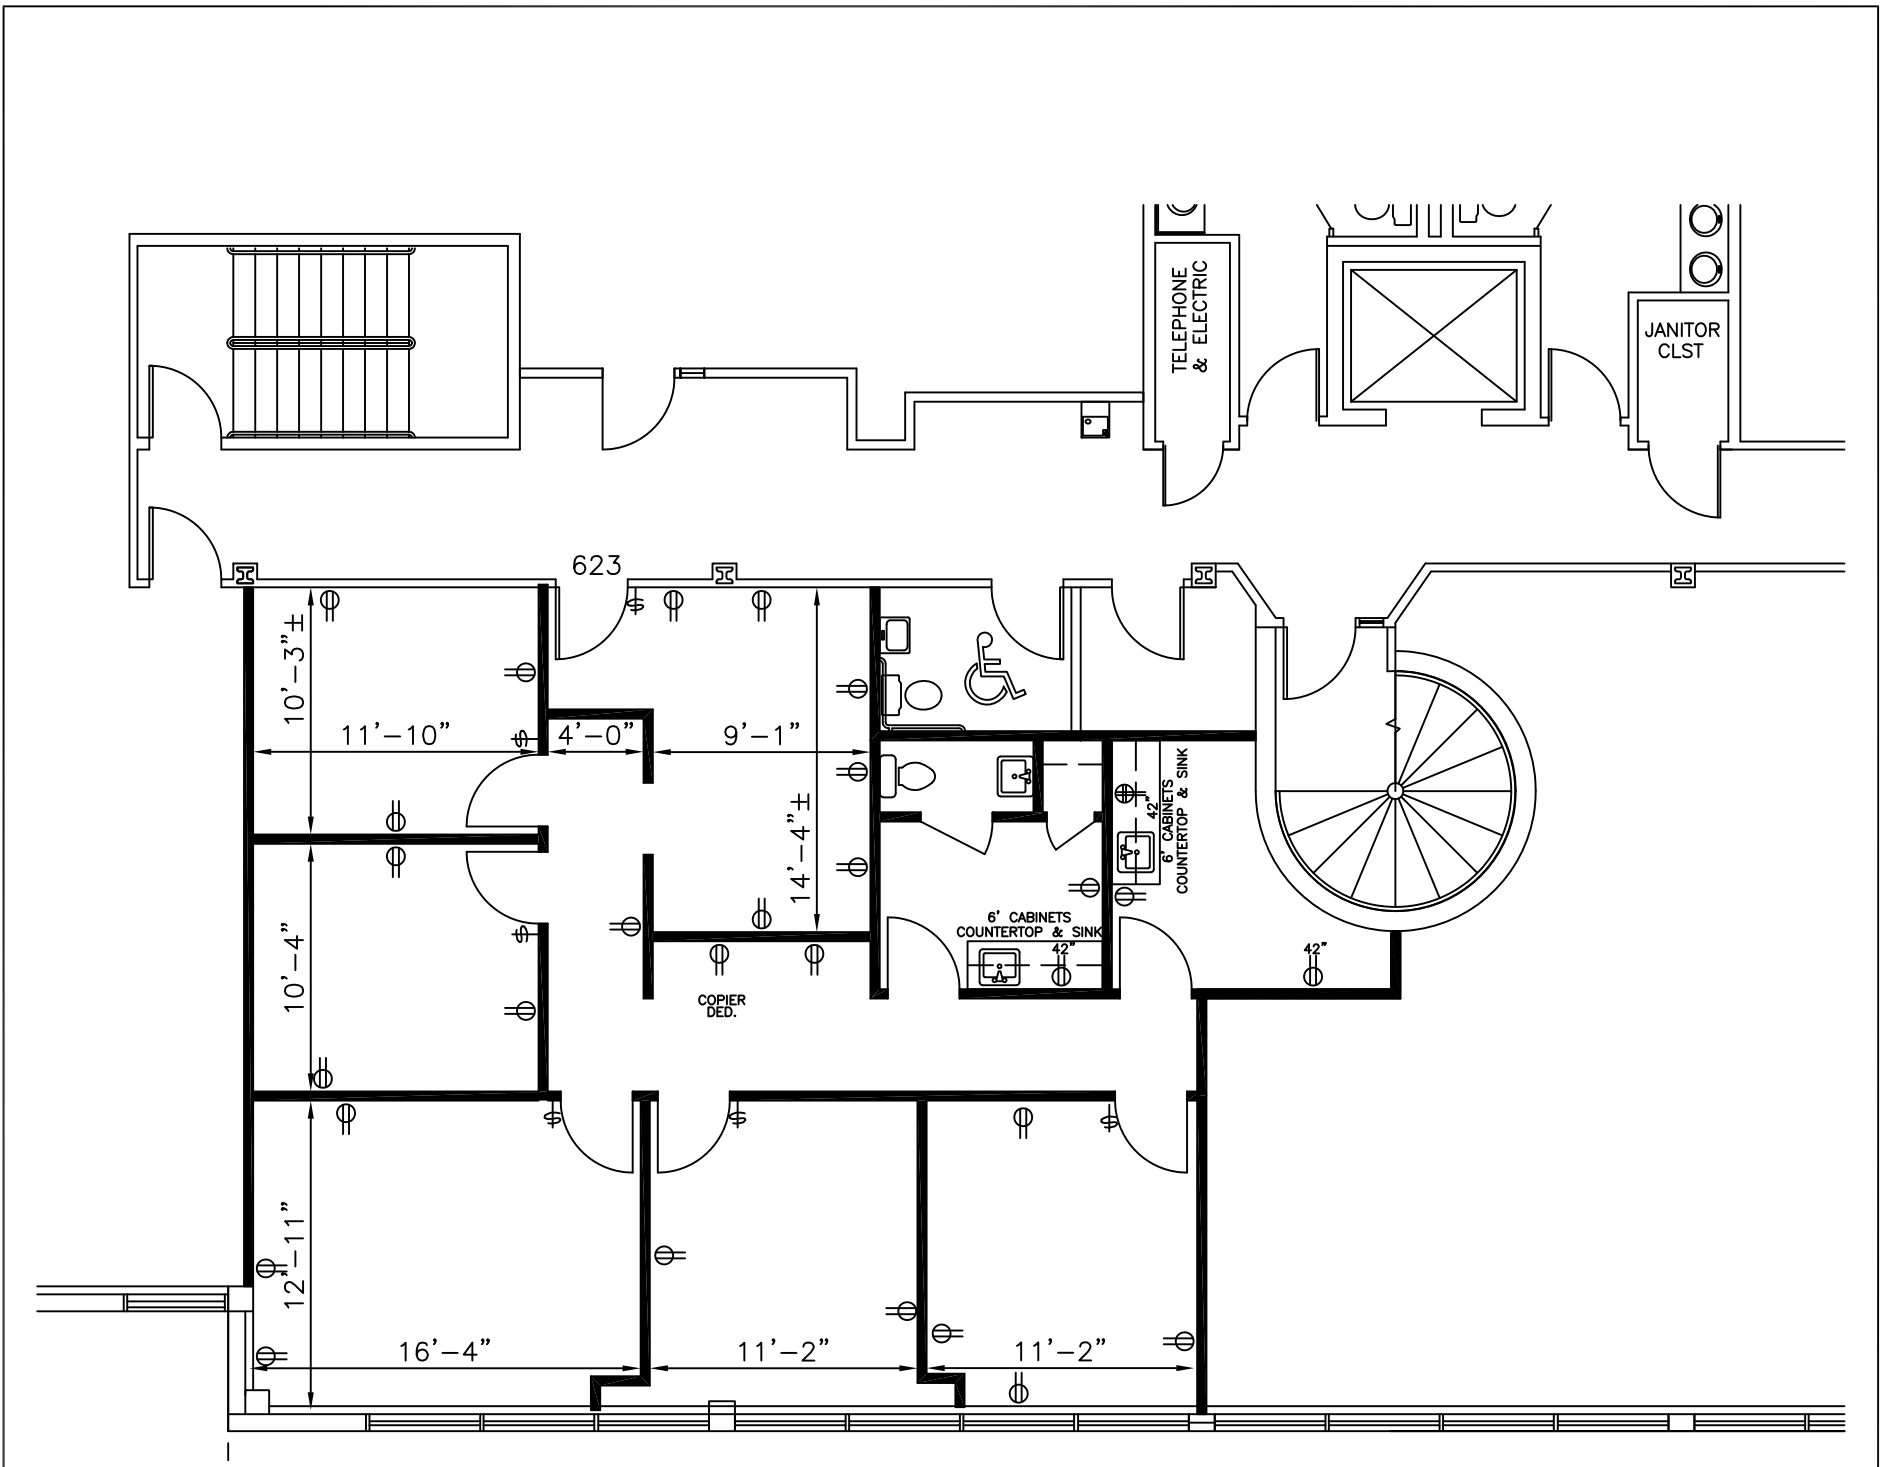 TELEPHONE
& ELECTRIC
JANITOR
CLST
623
10’-3”±
11’-10”
4’-0”
9’-1”
14’-4”±
42”
6’ CABINETS
COUNTERTOP & SINK
10’-4”
6’ CABINETS
COUNTERTOP & SINK
42”
42”
COPIER
DED.
12’-11”
16’-4”
11’-2”
11’-2”